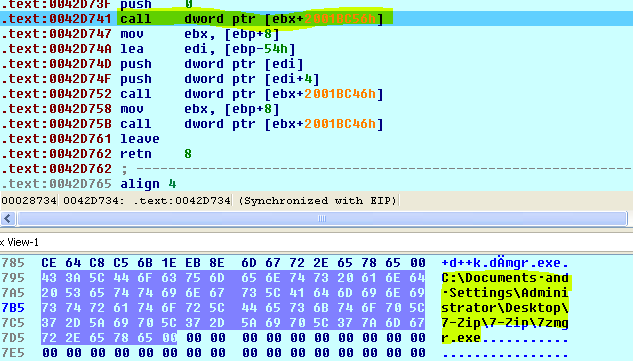 .text:0042D73F push 0
.text:0042D741 call dword ptr [ebx+2001BC56h]
.text:0042D747 mov ebx, [ebp+8]
.text:0042D74A lea edi, [ebp-54h]
.text:0042D74D push dword ptr [edi]
.text:0042D74F push dword ptr [edi+4]
.text:0042D752 call dword ptr [ebx+2001BC46h]
.text:0042D758 mov ebx, [ebp+8]
.text:0042D75B call dword ptr [ebx+2001BC46h]
.text:0042D761 leave
.text:0042D762 retn 8
.text:0042D762 ; ---------------------------------------------------------------
.text:0042D765 align 4
00028734 0042D734: .text:0042D734 (Synchronized with EIP)
x View-1
785 CE 64 C8 C5 6B 1E EB 8E 6D 67 72 2E 65 78 65 00 +d++k.dämgr.exe.
795 43 3A 5C 44 6F 63 75 6D 65 6E 74 73 20 61 6E 64 C:\Documents·and
7A5 20 53 65 74 74 69 6E 67 73 5C 41 64 6D 69 6E 69 ·Settings\Admini
7B5 73 74 72 61 74 6F 72 5C 44 65 73 6B 74 6F 70 5C strator\Desktop\
7C5 37 2D 5A 69 70 5C 37 2D 5A 69 70 5C 37 7A 6D 67 7-Zip\7-Zip\7zmg
7D5 72 2E 65 78 65 00 00 00 00 00 00 00 00 00 00 00 r.exe...........
7E5 00 00 00 00 00 00 00 00 00 00 00 00 00 00 00 00 ................